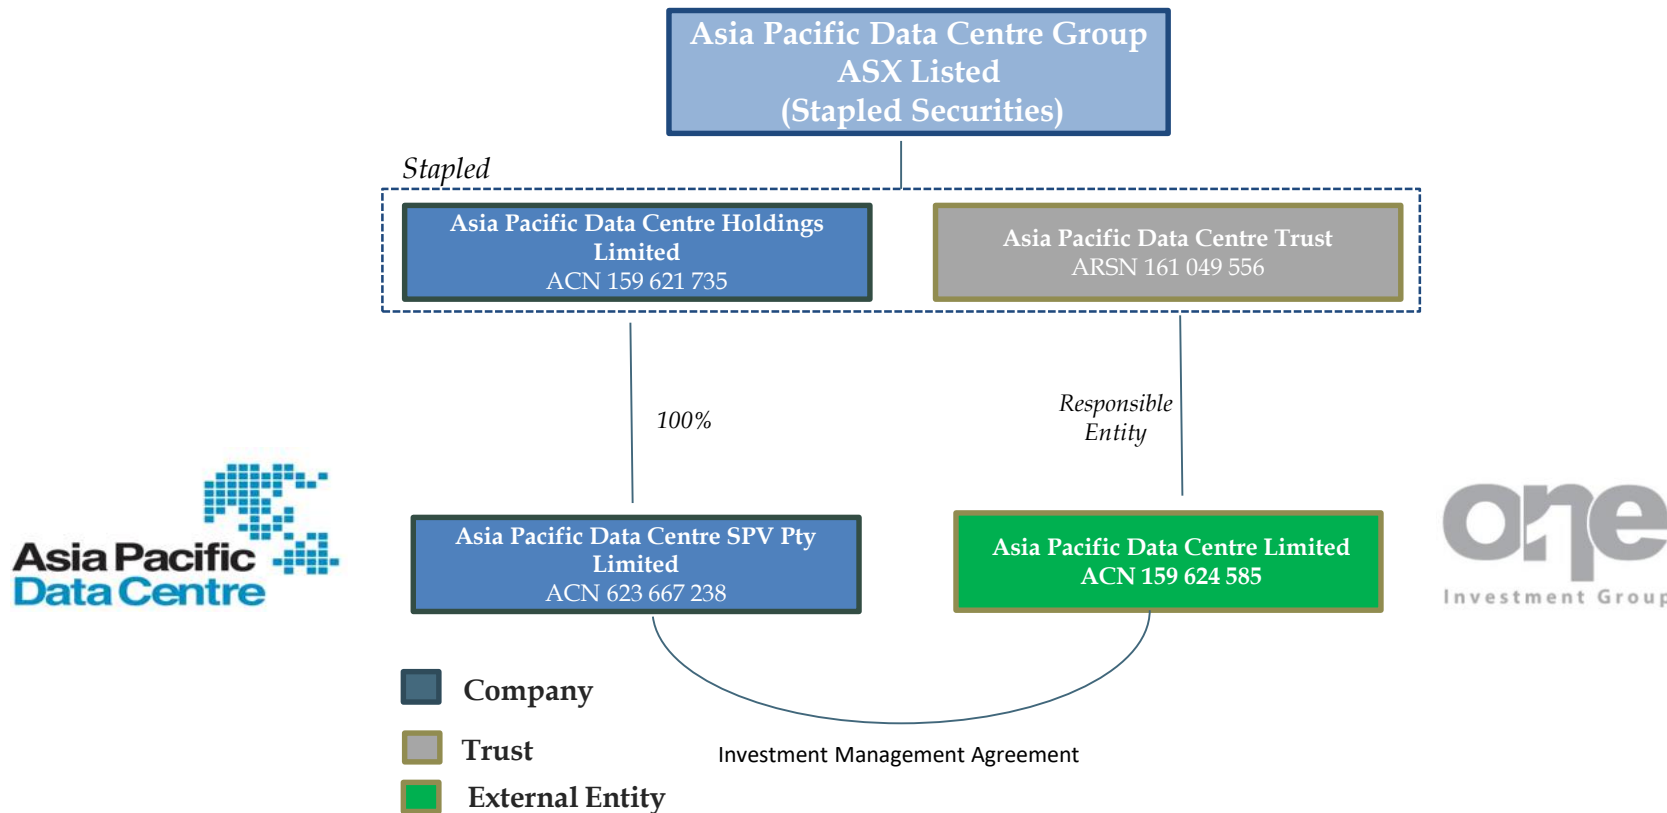 Asia Pacific Data Centre Group
ASX Listed
(Stapled Securities)
Stapled
Asia Pacific Data Centre Holdings
Limited
ACN 159 621 735
Asia Pacific Data Centre Trust
ARSN 161 049 556
100%
Responsible
Entity
Asia Pacific
Data Centre
Asia Pacific Data Centre SPV Pty
Limited
ACN 623 667 238
Asia Pacific Data Centre Limited
ACN 159 624 585
one
Investment Group
Company
Trust
Investment Management Agreement
External Entity